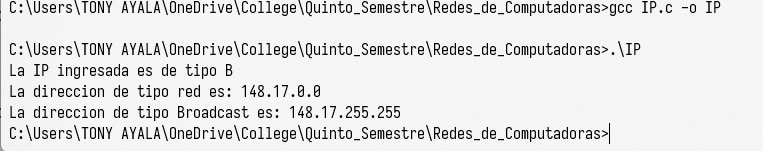 C:\Users\TONY AYALA\OneDrive\College\Quinto_Semestre\Redes_de_Computadoras>gcc IP.c -o IP
C:\Users\TONY AYALA\OneDrive\College\Quinto_Semestre\Redes_de_Computadoras>.\IP
La IP ingresada es de tipo B
La direccion de tipo red es: 148.17.0.0
La direccion de tipo Broadcast es: 148.17.255.255
C:\Users\TONY AYALA\OneDrive\College\Quinto_Semestre\Redes_de_Computadoras>